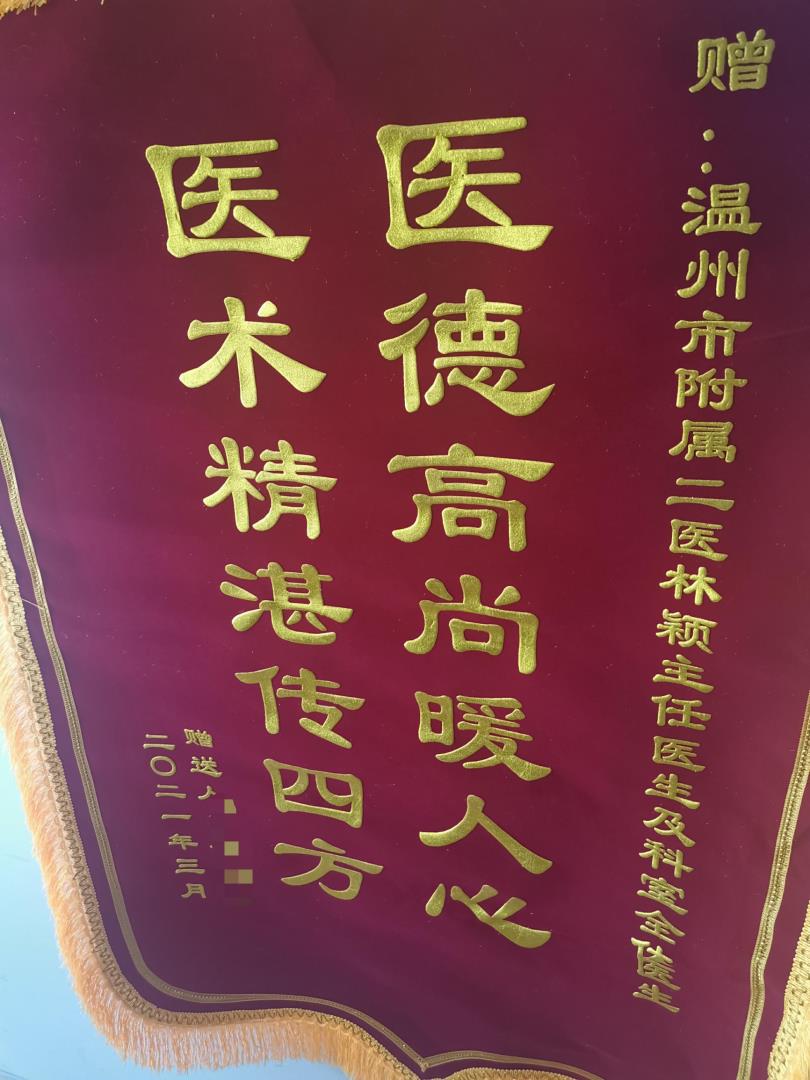 赠:温州市附属二医林颖主任医生及科室全体医生
医德高尚暖人心
医术精湛传四方
赠送人
二〇二一年三月